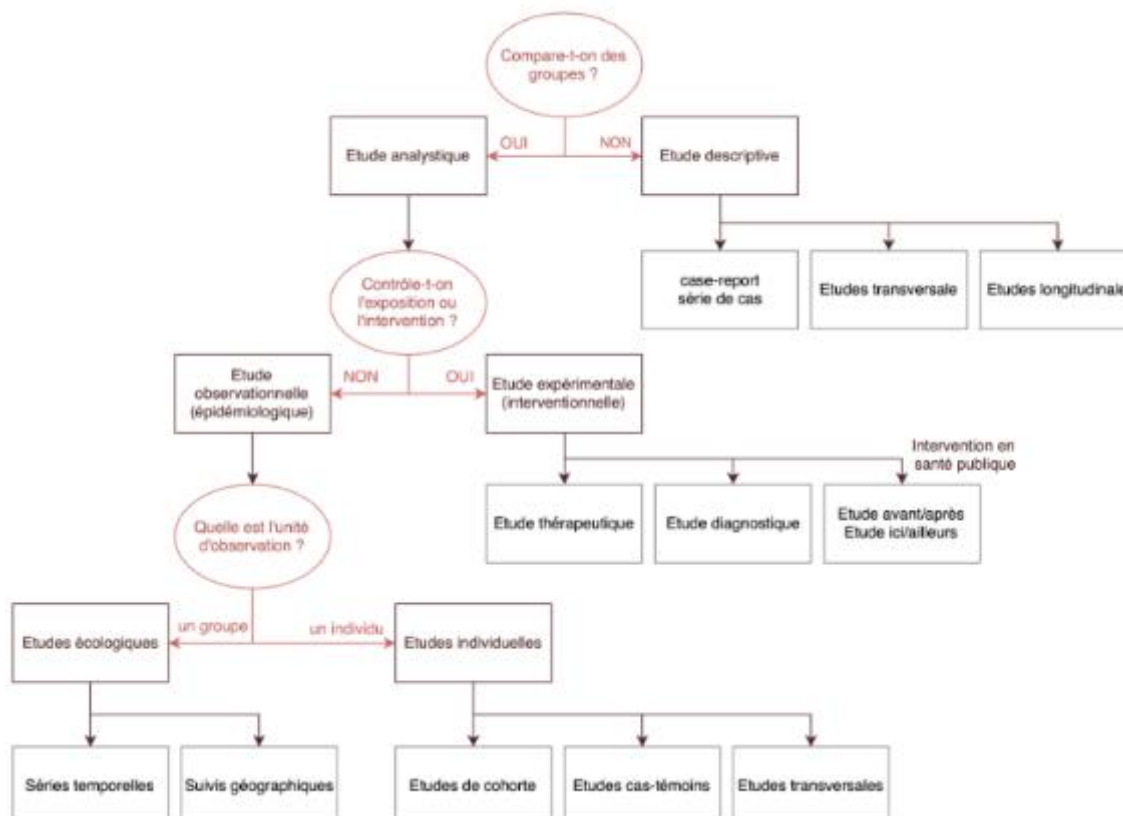 Compare-t-on des
groupes ?
OUI
NON
Etude analystique
Etude descriptive
Contrôle-t-on
l'exposition ou
l'intervention ?
case-report
série de cas
Etudes transversale
Etudes longitudinale
NON
OUI
Etude
observationnelle
(épidémiologique)
Etude expérimentale
(interventionnelle)
Intervention en
santé publique
Quelle est l'unité
d'observation ?
Etude thérapeutique
Etude diagnostique
Etude avant/après
Etude ici/ailleurs
un groupe
un individu
Etudes écologiques
Etudes individuelles
Séries temporelles
Suivis géographiques
Etudes de cohorte
Etudes cas-témoins
Etudes transversales